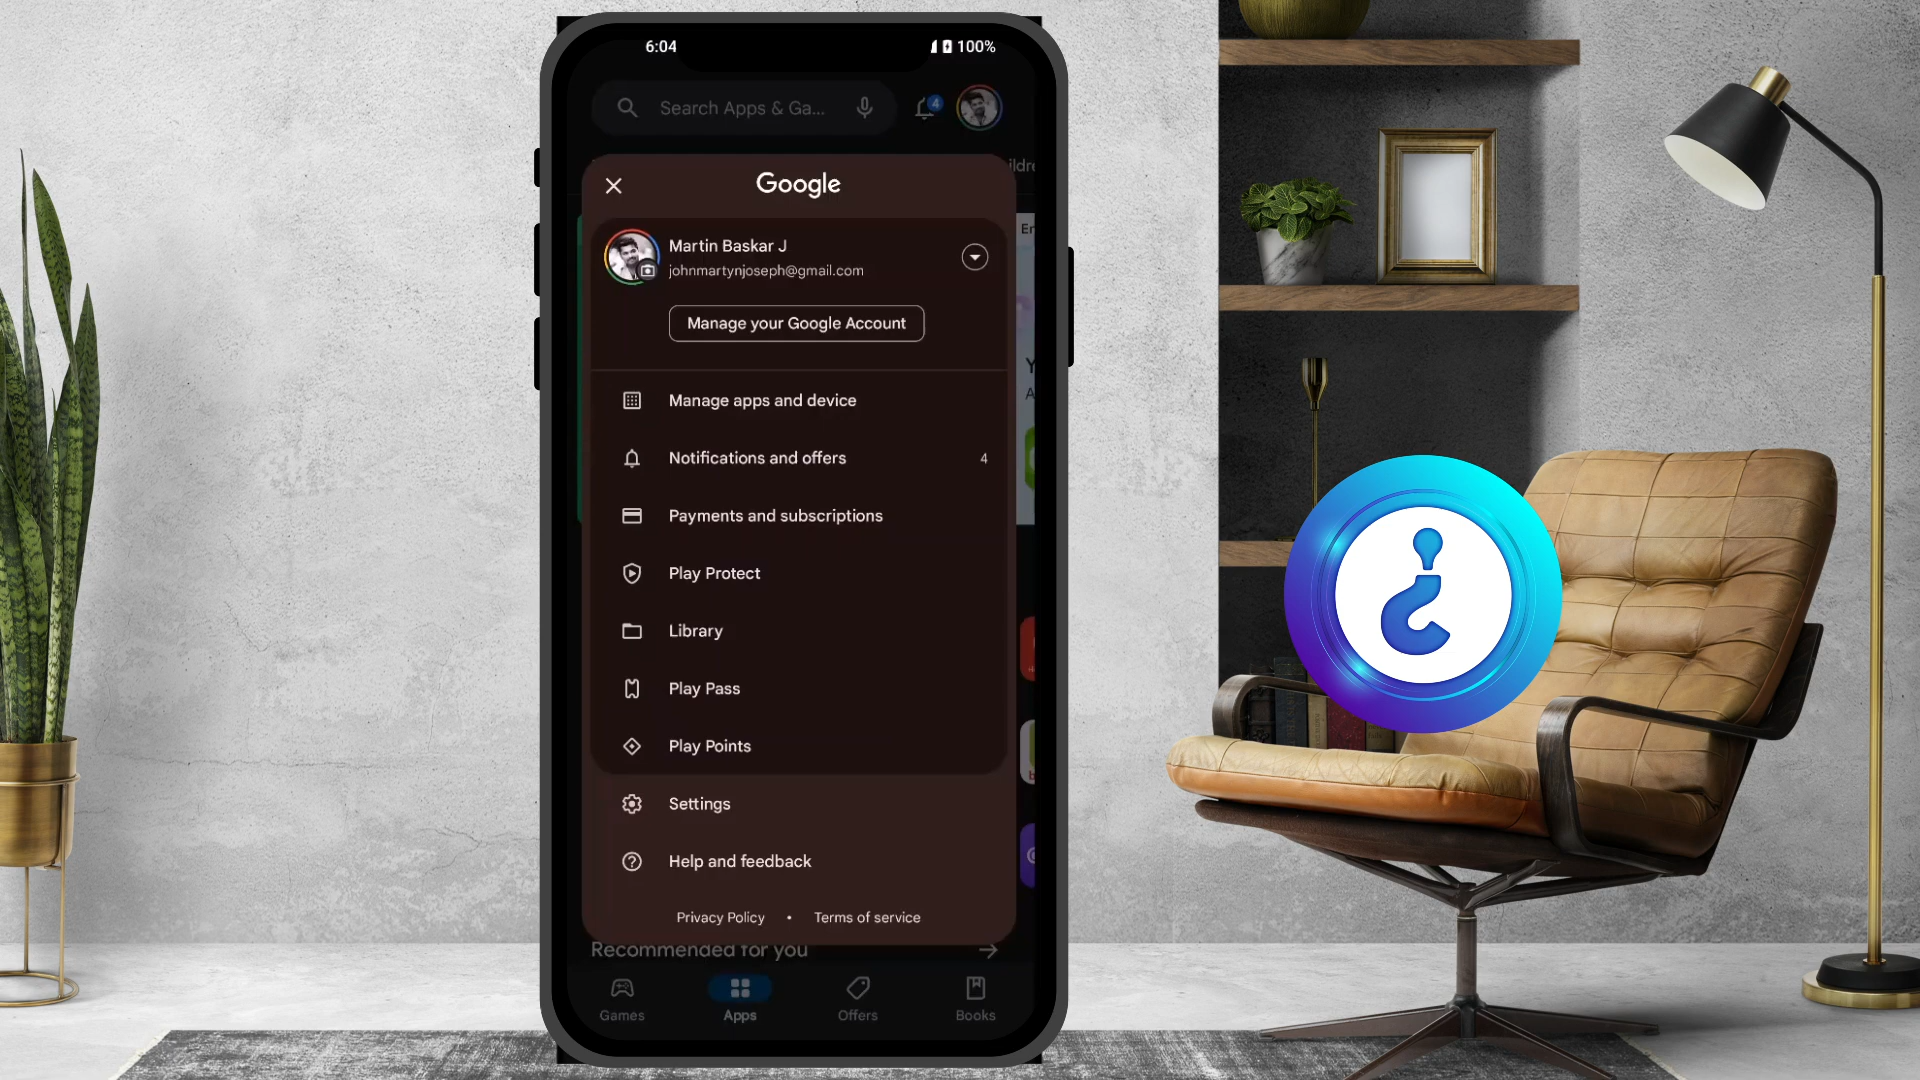 6:04
100%
Search Apps & Ga...
4
ildre
Google
Martin Baskar J
johnmartynjoseph@gmail.com
Manage your Google Account
Manage apps and device
Notifications and offers 4
Payments and subscriptions
Play Protect
Library
Play Pass
Play Points
Settings
Help and feedback
Privacy Policy • Terms of service
Recommended for you
Games
Apps
Offers
Books